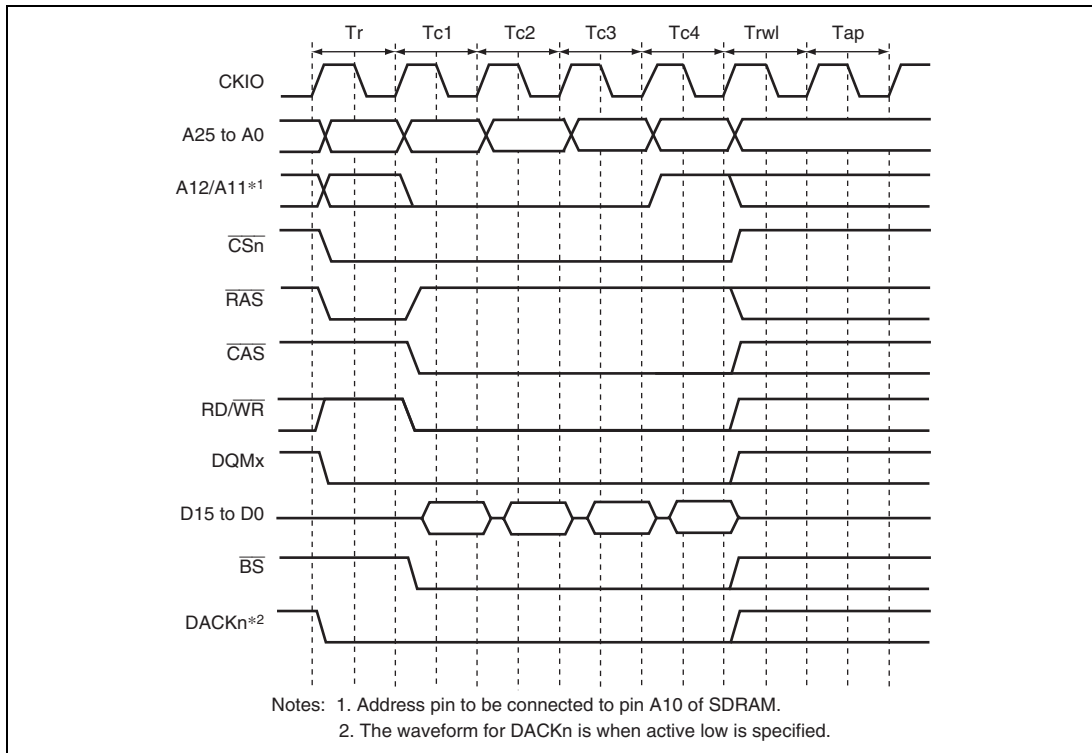 Tr Tc1 Tc2 Tc3 Tc4 Trwl Tap
CKIO
A25 to A0
A12/A11*1
CSn
RAS
CAS
RD/WR
DQMx
D15 to D0
BS
DACKn*2
Notes: 1. Address pin to be connected to pin A10 of SDRAM.
2. The waveform for DACKn is when active low is specified.